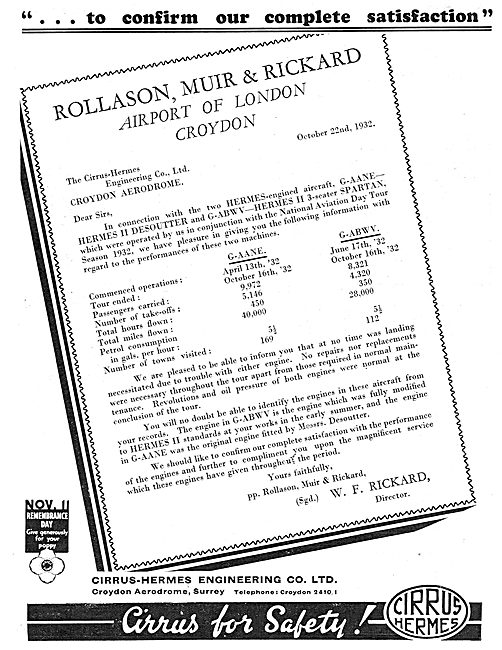 “. . . to confirm our complete satisfaction”
ROLLASON, MUIR & RICKARD
AIRPORT OF LONDON
CROYDON
October 22nd, 1932.
The Cirrus-Hermes
Engineering Co., Ltd.
CROYDON AERODROME.
Dear Sirs,
In connection with the two HERMES-engined aircraft, G-AANE—
HERMES II DESOUTTER and G-ABWV—HERMES II 3-seater SPARTAN,
which were operated by us in conjunction with the National Aviation Day Tour
Season 1932, we have pleasure in giving you the following information with
regard to the performances of these two machines.
G-AANE. G-ABWV.
Commenced operations : April 13th, '32 June 17th, '32
Tour ended : October 16th, '32 October 16th, '32
Passengers carried : 9,972 8,321
Number of take-offs : 5,146 4,320
Total hours flown : 450 350
Total miles flown : 40,000 28,000
Petrol consumption
in gals. per hour : 5½ 5½
Number of towns visited : 169 112
We are pleased to be able to inform you that at no time was landing
necessitated due to trouble with either engine. No repairs nor replacements
were necessary throughout the tour apart from those required in normal main-
tenance. Revolutions and oil pressure of both engines were normal at the
conclusion of the tour.
You will no doubt be able to identify the engines in these aircraft from
your records. The engine in G-ABWV is the engine which was fully modified
to HERMES II standards at your works in the early summer, and the engine
in G-AANE was the original engine fitted by Messrs. Desoutter.
We should like to confirm our complete satisfaction with the performance
of the engines and further to compliment you upon the magnificent service
which these engines have given throughout the period.
Yours faithfully,
pp. Rollason, Muir & Rickard,
(Sgd.) W. F. RICKARD,
Director.
NOV. 11
REMEMBRANCE
DAY
Give generously
for your
poppy
CIRRUS-HERMES ENGINEERING CO. LTD.
Croydon Aerodrome, Surrey Telephone: Croydon 2410.1
Cirrus for Safety!
CIRRUS
HERMES